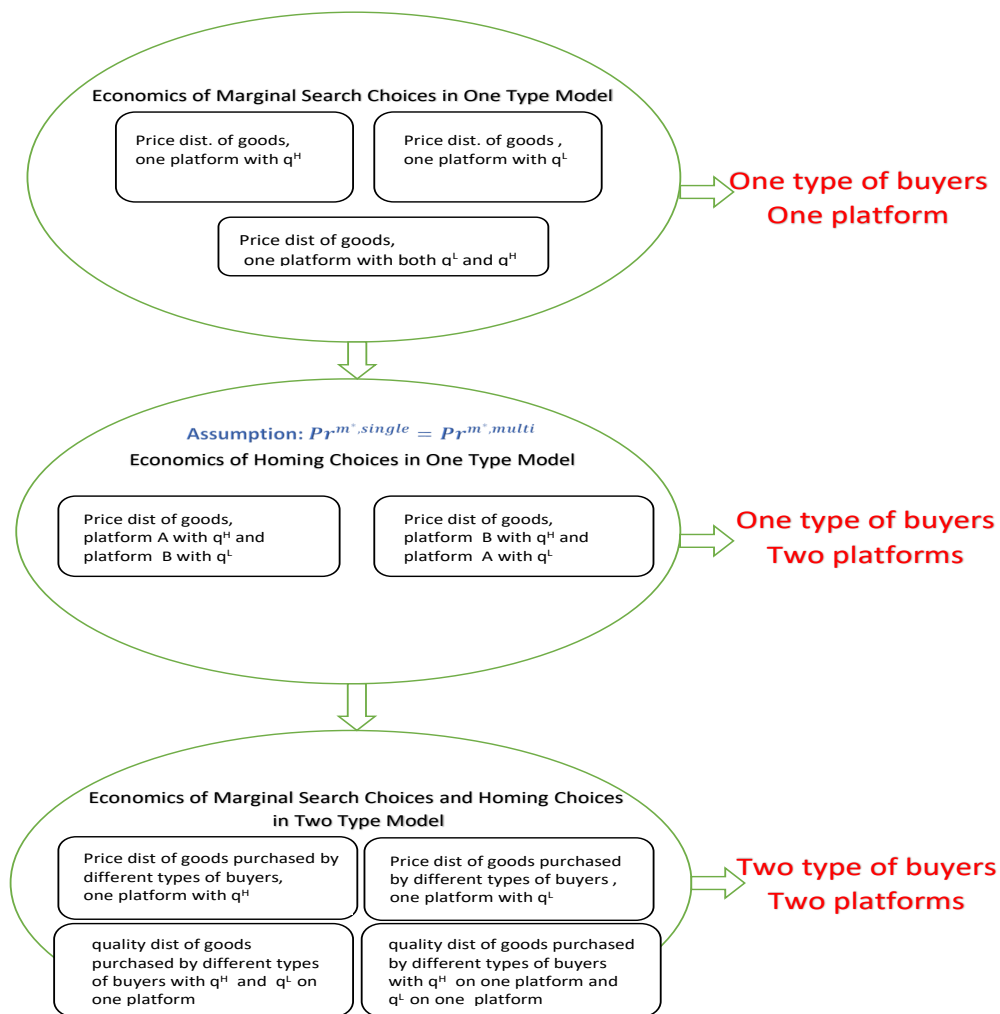 Economics of Marginal Search Choices in One Type Model
Price dist. of goods,
one platform with qᴴ
Price dist. of goods ,
one platform with qᴸ
Price dist of goods,
one platform with both qᴸ and qᴴ
One type of buyers
One platform
Assumption: Pr^{m*,single} = Pr^{m*,multi}
Economics of Homing Choices in One Type Model
Price dist of goods,
platform A with qᴴ and
platform B with qᴸ
Price dist of goods,
platform B with qᴴ and
platform A with qᴸ
One type of buyers
Two platforms
Economics of Marginal Search Choices and Homing Choices
in Two Type Model
Price dist of goods purchased by
different types of buyers,
one platform with qᴴ
Price dist of goods purchased
by different types of buyers ,
one platform with qᴸ
quality dist of goods
purchased by different types
of buyers with qᴴ and qᴸ on
one platform
quality dist of goods purchased
by different types of buyers
with qᴴ on one platform and
qᴸ on one platform
Two type of buyers
Two platforms